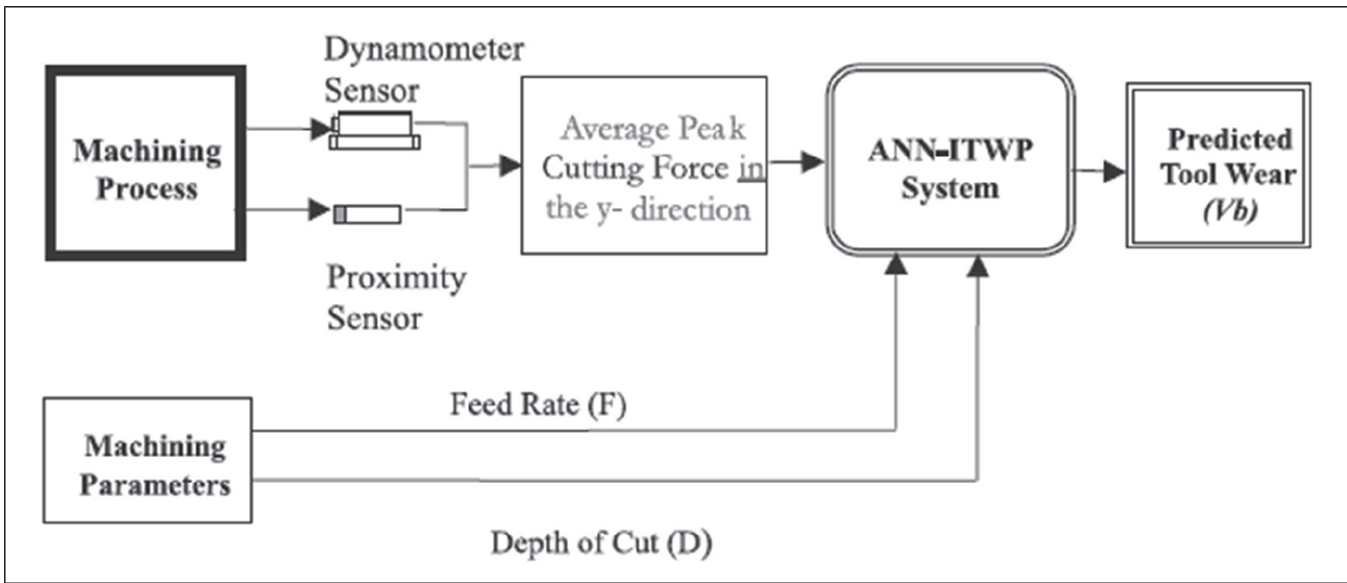 Dynamometer
Sensor
Machining
Process
Average Peak
Cutting Force in
the y- direction
ANN-ITWP
System
Predicted
Tool Wear
(Vb)
Proximity
Sensor
Feed Rate (F)
Machining
Parameters
Depth of Cut (D)